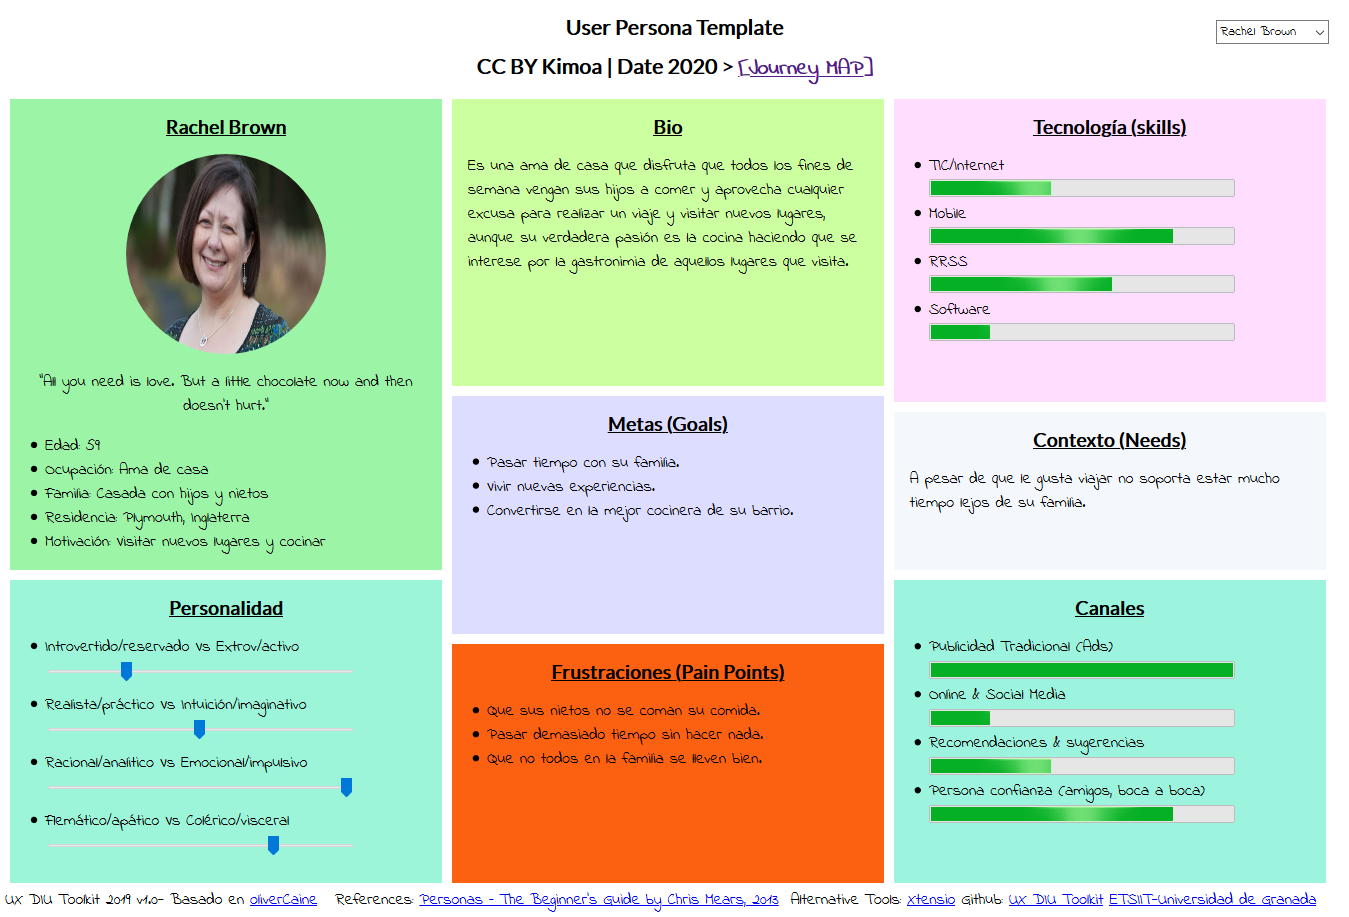 User Persona Template
Rachel Brown
CC BY Kimoa | Date 2020 > [Journey MAP]
Rachel Brown
"All you need is love. But a little chocolate now and then
doesn't hurt."
Edad: 59
Ocupación: Ama de casa
Familia: Casada con hijos y nietos
Residencia: Plymouth, Inglaterra
Motivación: Visitar nuevos lugares y cocinar
Personalidad
Introvertido/reservado Vs Extrov/activo
Realista/práctico Vs Intuición/imaginativo
Racional/analítico Vs Emocional/impulsivo
Flemático/apático Vs Colérico/visceral
Bio
Es una ama de casa que disfruta que todos los fines de
semana vengan sus hijos a comer y aprovecha cualquier
excusa para realizar un viaje y visitar nuevos lugares,
aunque su verdadera pasión es la cocina haciendo que se
interese por la gastronimia de aquellos lugares que visita.
Metas (Goals)
Pasar tiempo con su familia.
Vivir nuevas experiencias.
Convertirse en la mejor cocinera de su barrio.
Frustraciones (Pain Points)
Que sus nietos no se coman su comida.
Pasar demasiado tiempo sin hacer nada.
Que no todos en la familia se lleven bien.
Tecnología (skills)
TIC/Internet
Mobile
RRSS
Software
Contexto (Needs)
A pesar de que le gusta viajar no soporta estar mucho
tiempo lejos de su familia.
Canales
Publicidad Tradicional (Ads)
Online & Social Media
Recomendaciones & sugerencias
Persona confianza (amigos, boca a boca)
UX DIU Toolkit 2019 v1.0- Basado en oliverCaine References: Personas - The Beginner's Guide by Chris Mears, 2013 Alternative Tools: Xtensio Github: UX DIU Toolkit ETSIIT-Universidad de Granada